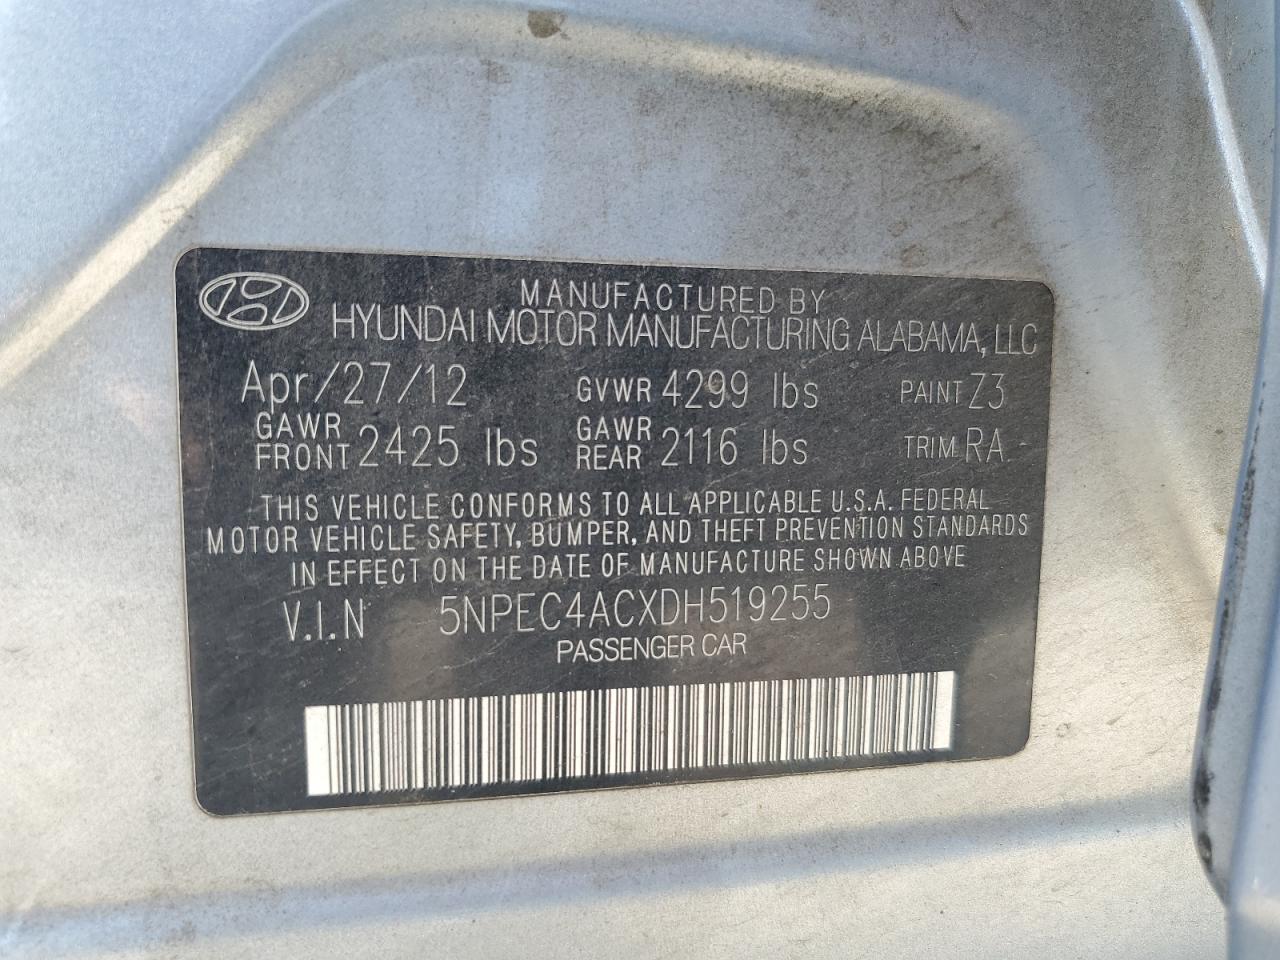 MANUFACTURED BY
HYUNDAI MOTOR MANUFACTURING ALABAMA, LLC
Apr/27/12 GVWR 4299 lbs PAINT Z3
GAWR FRONT 2425 lbs GAWR REAR 2116 lbs TRIM RA
THIS VEHICLE CONFORMS TO ALL APPLICABLE U.S.A. FEDERAL
MOTOR VEHICLE SAFETY, BUMPER, AND THEFT PREVENTION STANDARDS
IN EFFECT ON THE DATE OF MANUFACTURE SHOWN ABOVE
V.I.N 5NPEC4ACXDH519255
PASSENGER CAR